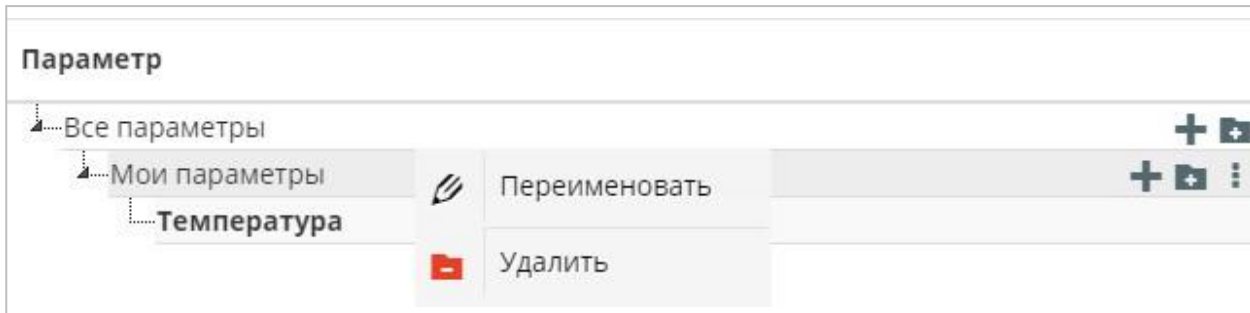 Параметр
Все параметры
Мои параметры
Переименовать
Температура
Удалить